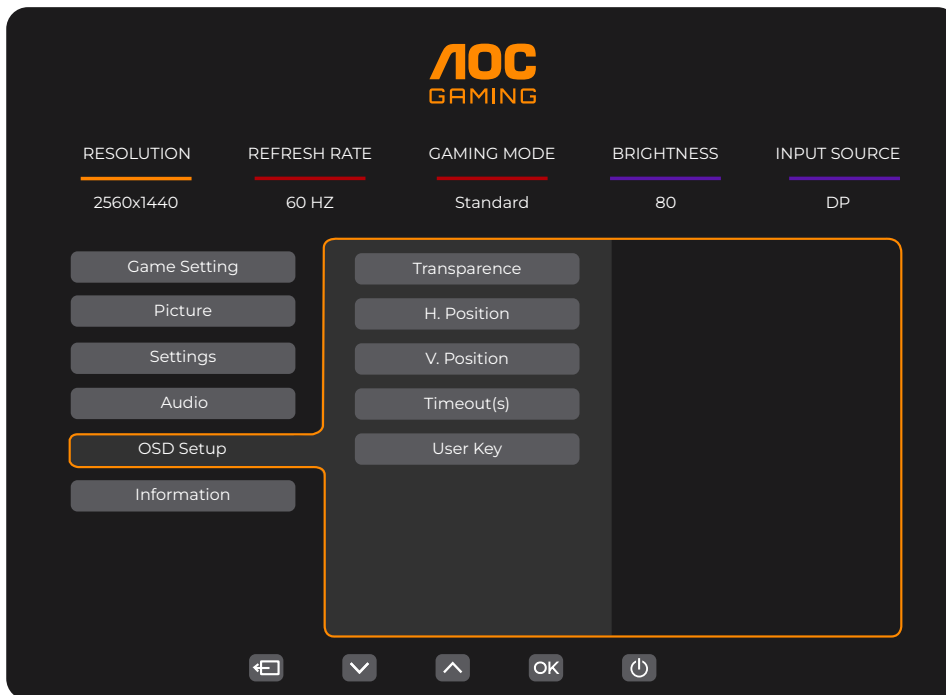 AOC
GAMING
RESOLUTION REFRESH RATE GAMING MODE BRIGHTNESS INPUT SOURCE
2560x1440 60 HZ Standard 80 DP
Game Setting
Picture
Settings
Audio
OSD Setup
Information
Transparence
H. Position
V. Position
Timeout(s)
User Key
OK